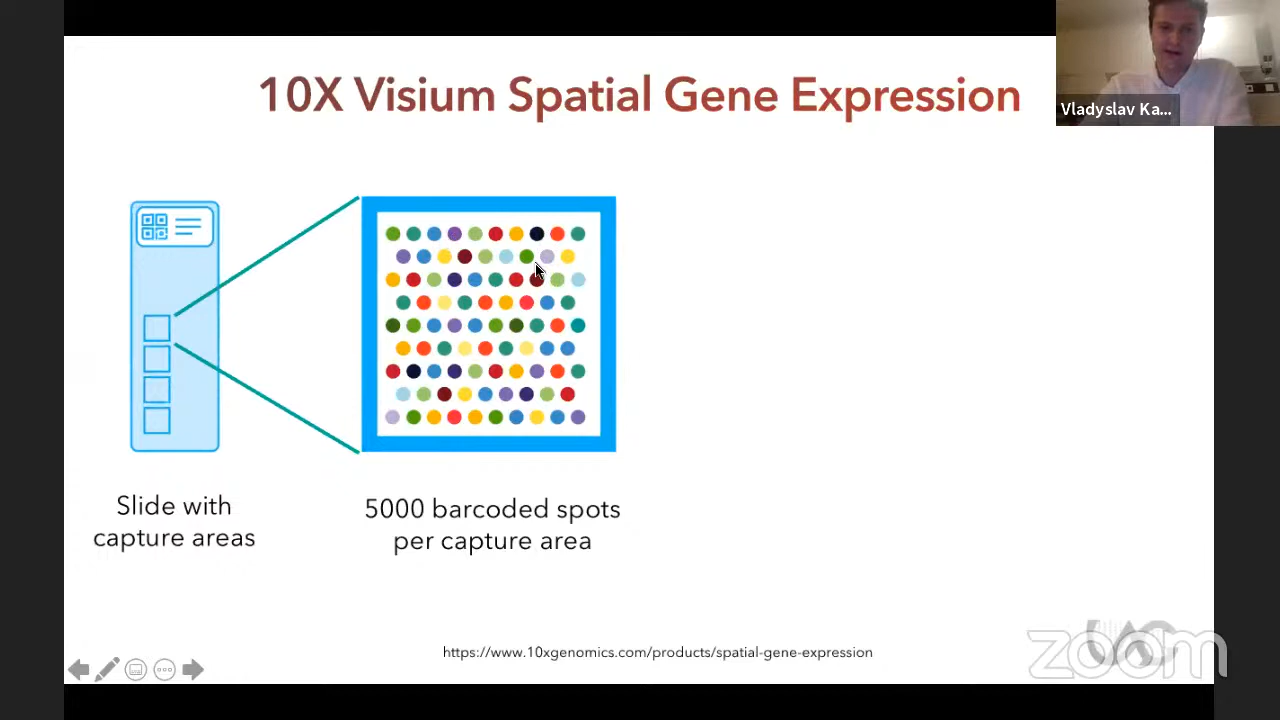 10X Visium Spatial Gene Expression
Vladyslav Ka...
Slide with
capture areas
5000 barcoded spots
per capture area
https://www.10xgenomics.com/products/spatial-gene-expression
zoom